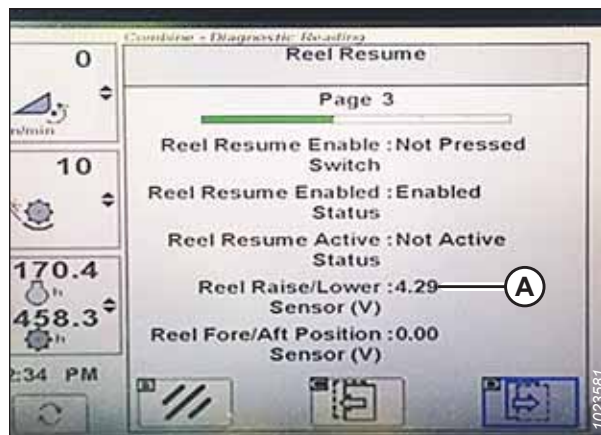 Combine - Diagnostic Reading
Reel Resume
Page 3
Reel Resume Enable :Not Pressed
Switch
Reel Resume Enabled :Enabled
Status
Reel Resume Active :Not Active
Status
Reel Raise/Lower :4.29
Sensor (V)
Reel Fore/Aft Position :0.00
Sensor (V)
A
0
n/min
10
170.4
h
458.3
h
2:34 PM
1023581